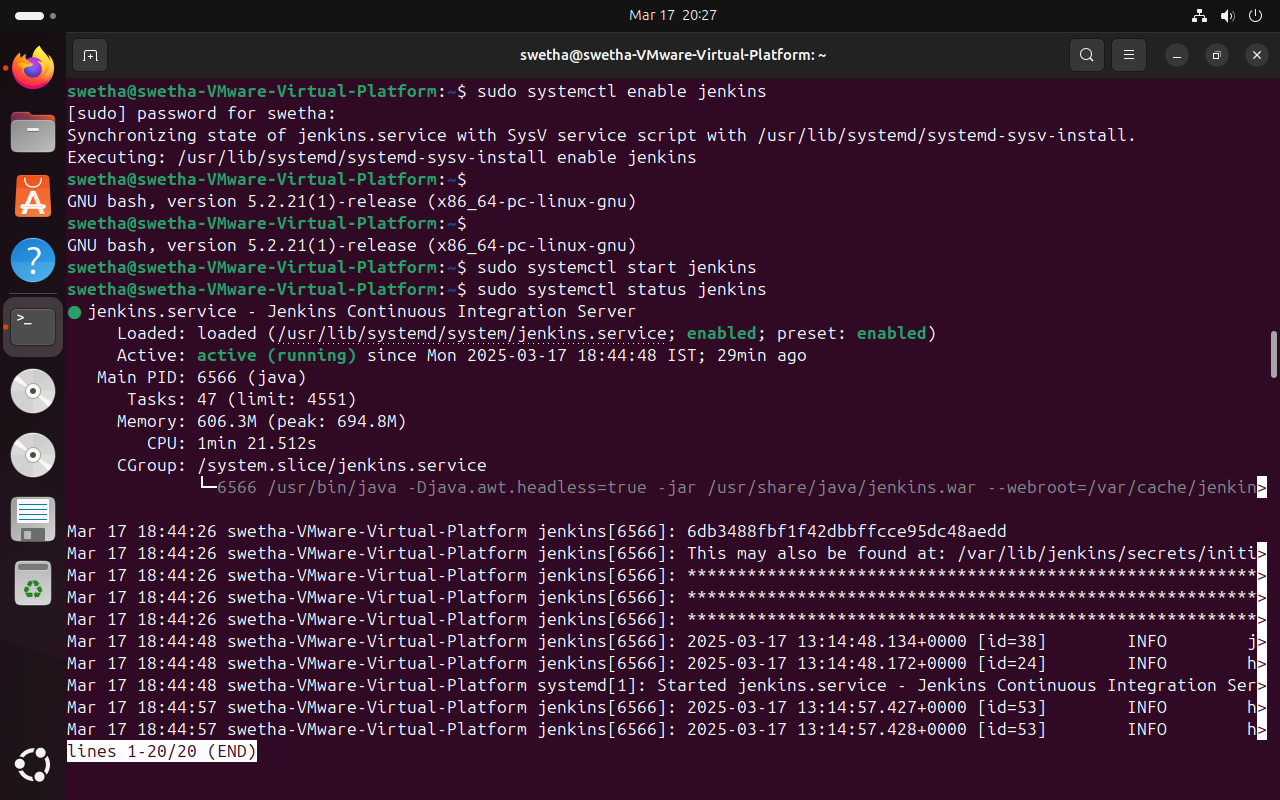 Mar 17 20:27
swetha@swetha-VMware-Virtual-Platform: ~
swetha@swetha-VMware-Virtual-Platform:~$ sudo systemctl enable jenkins
[sudo] password for swetha:
Synchronizing state of jenkins.service with SysV service script with /usr/lib/systemd/systemd-sysv-install.
Executing: /usr/lib/systemd/systemd-sysv-install enable jenkins
swetha@swetha-VMware-Virtual-Platform:~$
GNU bash, version 5.2.21(1)-release (x86_64-pc-linux-gnu)
swetha@swetha-VMware-Virtual-Platform:~$
GNU bash, version 5.2.21(1)-release (x86_64-pc-linux-gnu)
swetha@swetha-VMware-Virtual-Platform:~$ sudo systemctl start jenkins
swetha@swetha-VMware-Virtual-Platform:~$ sudo systemctl status jenkins
● jenkins.service - Jenkins Continuous Integration Server
Loaded: loaded (/usr/lib/systemd/system/jenkins.service; enabled; preset: enabled)
Active: active (running) since Mon 2025-03-17 18:44:48 IST; 29min ago
Main PID: 6566 (java)
Tasks: 47 (limit: 4551)
Memory: 606.3M (peak: 694.8M)
CPU: 1min 21.512s
CGroup: /system.slice/jenkins.service
└─6566 /usr/bin/java -Djava.awt.headless=true -jar /usr/share/java/jenkins.war --webroot=/var/cache/jenkin>
Mar 17 18:44:26 swetha-VMware-Virtual-Platform jenkins[6566]: 6db3488fbf1f42dbbffcce95dc48aedd
Mar 17 18:44:26 swetha-VMware-Virtual-Platform jenkins[6566]: This may also be found at: /var/lib/jenkins/secrets/initi>
Mar 17 18:44:26 swetha-VMware-Virtual-Platform jenkins[6566]: *********************************************************>
Mar 17 18:44:26 swetha-VMware-Virtual-Platform jenkins[6566]: *********************************************************>
Mar 17 18:44:26 swetha-VMware-Virtual-Platform jenkins[6566]: *********************************************************>
Mar 17 18:44:48 swetha-VMware-Virtual-Platform jenkins[6566]: 2025-03-17 13:14:48.134+0000 [id=38] INFO j>
Mar 17 18:44:48 swetha-VMware-Virtual-Platform jenkins[6566]: 2025-03-17 13:14:48.172+0000 [id=24] INFO h>
Mar 17 18:44:48 swetha-VMware-Virtual-Platform systemd[1]: Started jenkins.service - Jenkins Continuous Integration Ser>
Mar 17 18:44:57 swetha-VMware-Virtual-Platform jenkins[6566]: 2025-03-17 13:14:57.427+0000 [id=53] INFO h>
Mar 17 18:44:57 swetha-VMware-Virtual-Platform jenkins[6566]: 2025-03-17 13:14:57.428+0000 [id=53] INFO h>
lines 1-20/20 (END)